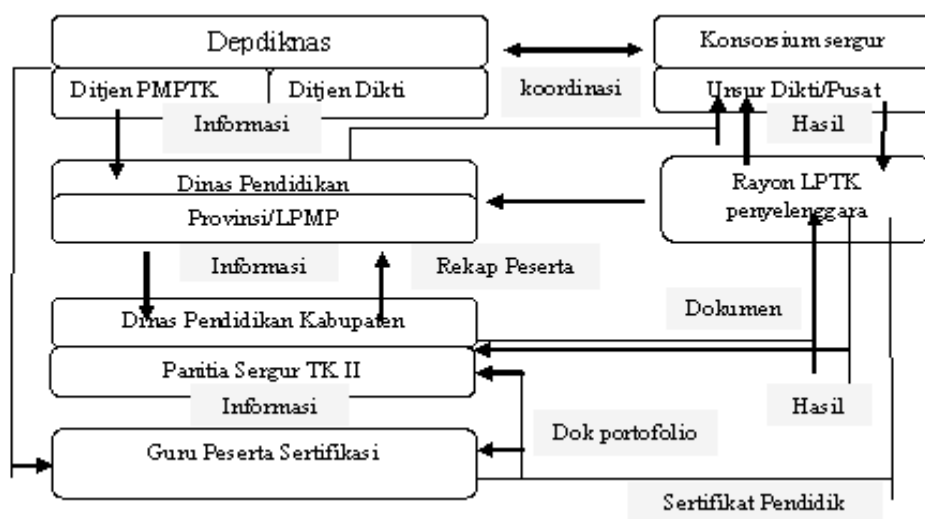 Depdiknas
Konsorsium sergur
Ditjen PMPTK
Ditjen Dikti
koordinasi
Unsur Dikti/Pusat
Informasi
Hasil
Dinas Pendidikan
Provinsi/LPMP
Rayon LPTK
penyelenggara
Informasi
Rekap Peserta
Dinas Pendidikan Kabupaten
Dokumen
Panitia Sergur TK II
Informasi
Hasil
Dok portofolio
Guru Peserta Sertifikasi
Sertifikat Pendidik